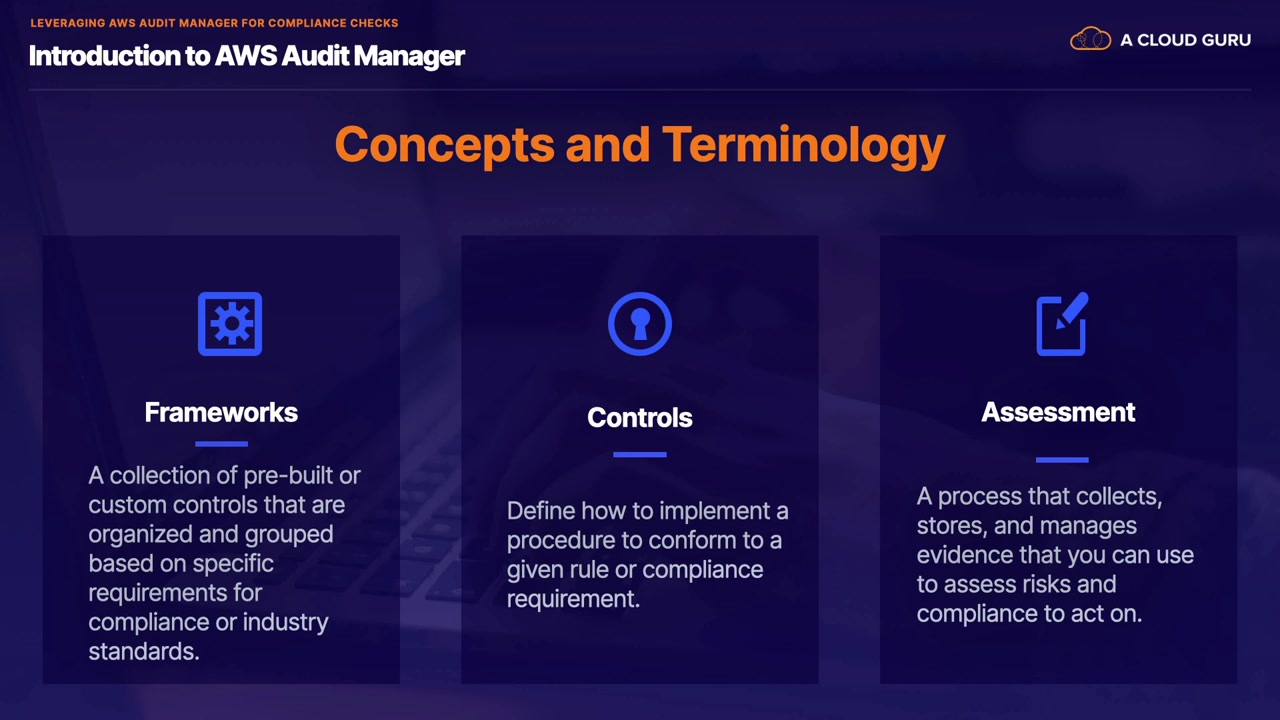 LEVERAGING AWS AUDIT MANAGER FOR COMPLIANCE CHECKS
Introduction to AWS Audit Manager
A CLOUD GURU
Concepts and Terminology
Frameworks
A collection of pre-built or
custom controls that are
organized and grouped
based on specific
requirements for
compliance or industry
standards.
Controls
Define how to implement a
procedure to conform to a
given rule or compliance
requirement.
Assessment
A process that collects,
stores, and manages
evidence that you can use
to assess risks and
compliance to act on.